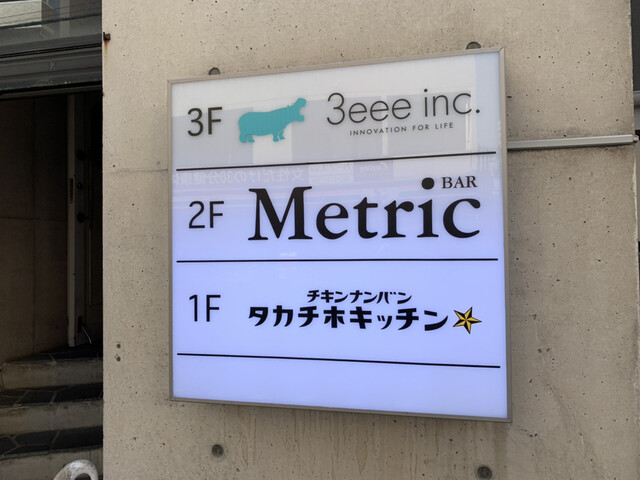 3F 3eee inc.
INNOVATION FOR LIFE
2F Metric BAR
チキンナンバン
1F タカチホキッチン